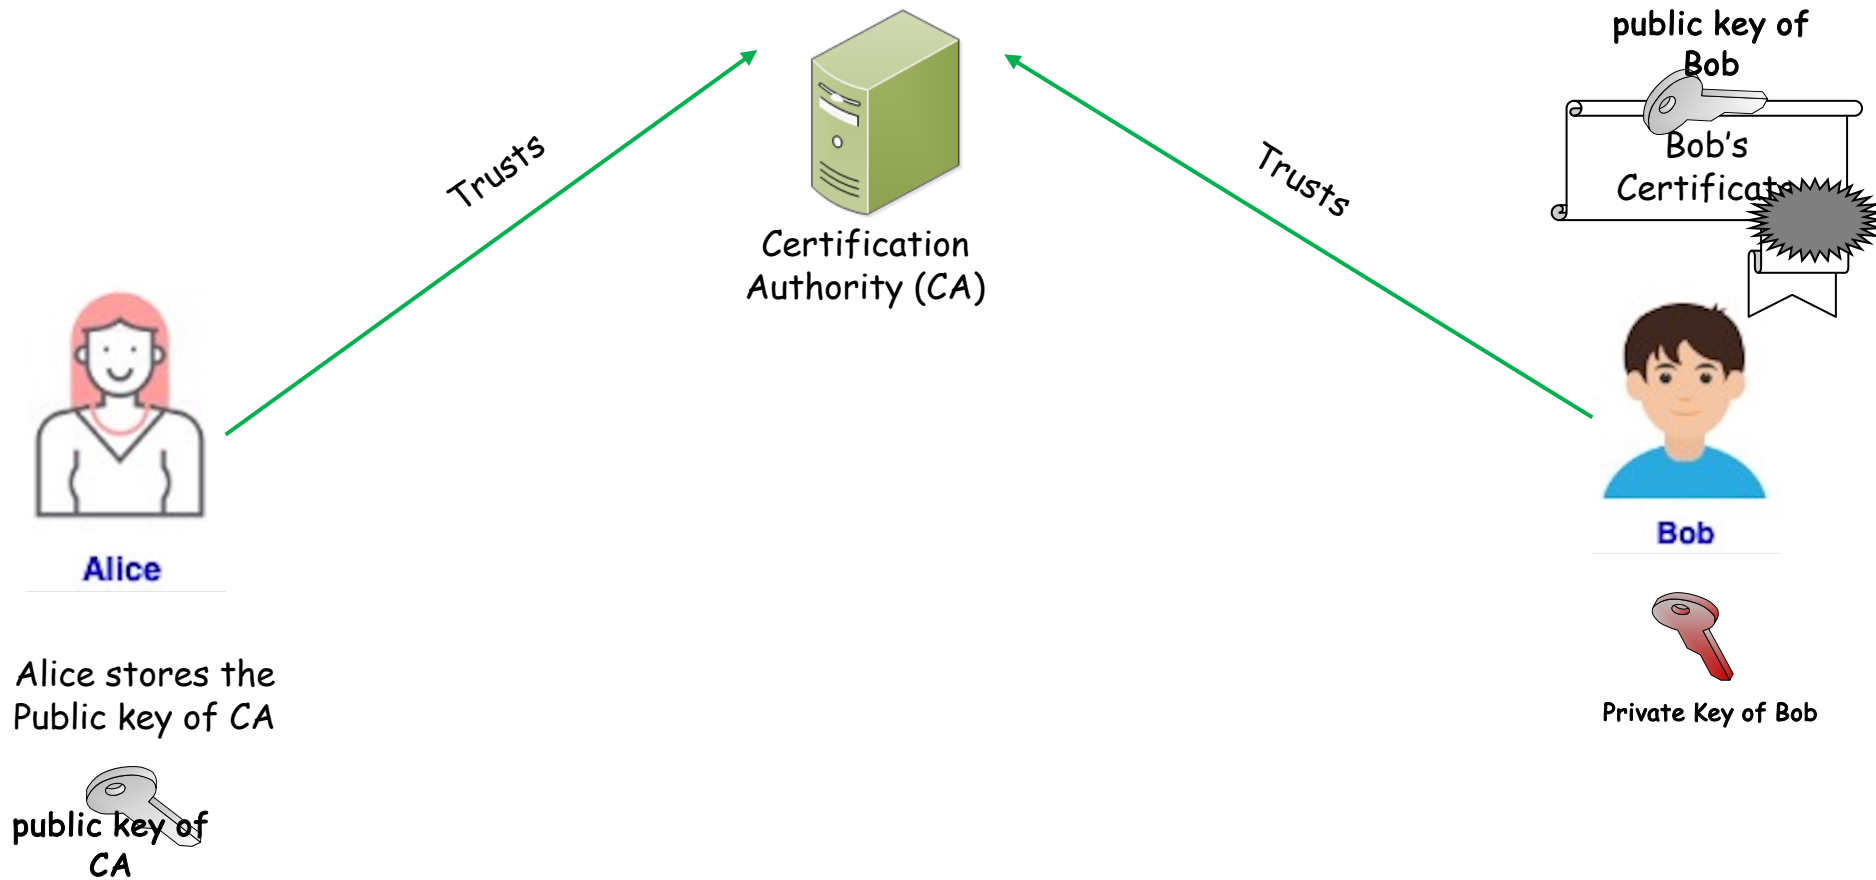 public key of
Bob
Bob's
Certificate
Trusts
Trusts
Certification
Authority (CA)
Alice
Bob
Alice stores the
Public key of CA
Private Key of Bob
public key of
CA